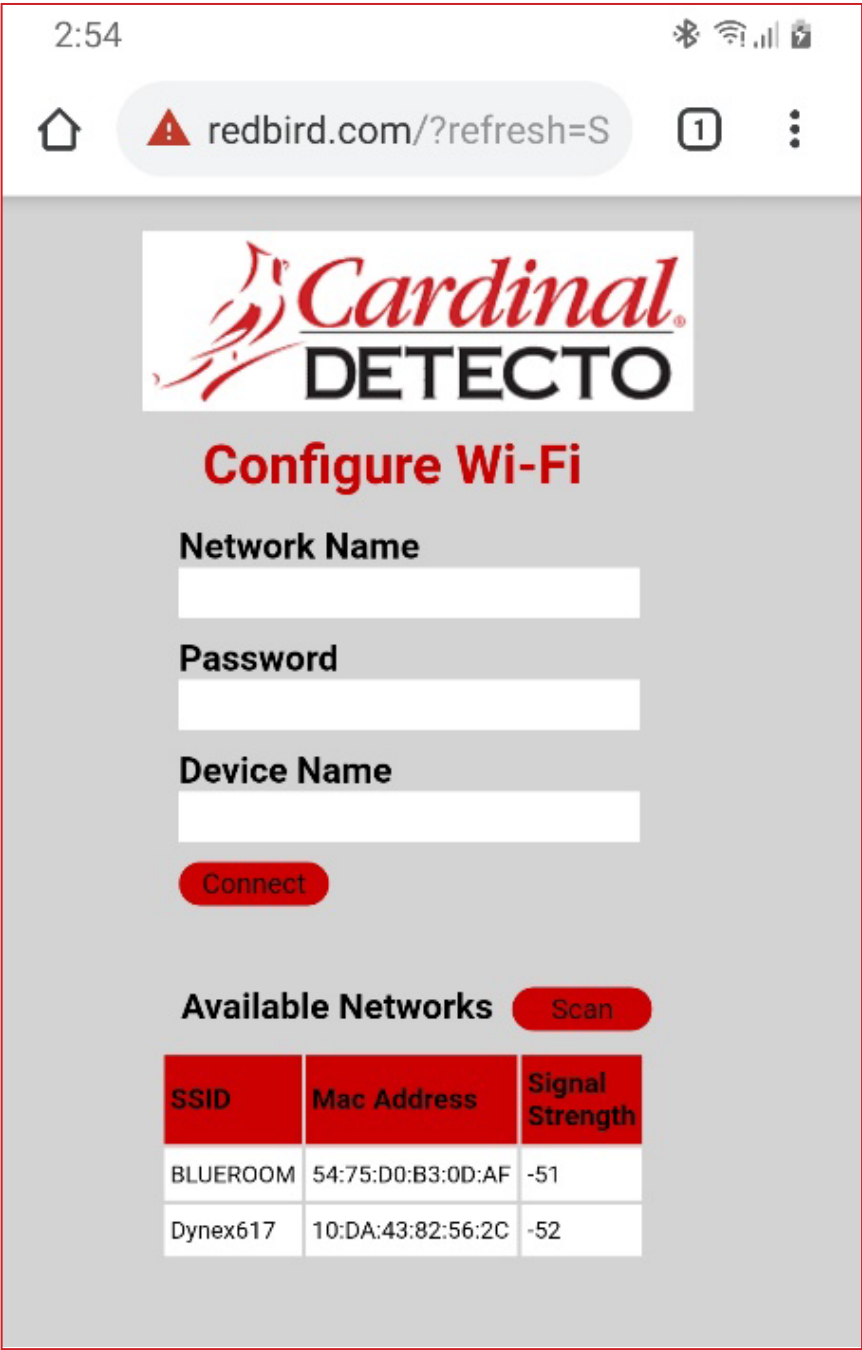 2:54
redbird.com/?refresh=S
1
Cardinal®
DETECTO
Configure Wi-Fi
Network Name
Password
Device Name
Connect
Available Networks Scan
SSID Mac Address Signal Strength
BLUEROOM 54:75:D0:B3:0D:AF -51
Dynex617 10:DA:43:82:56:2C -52